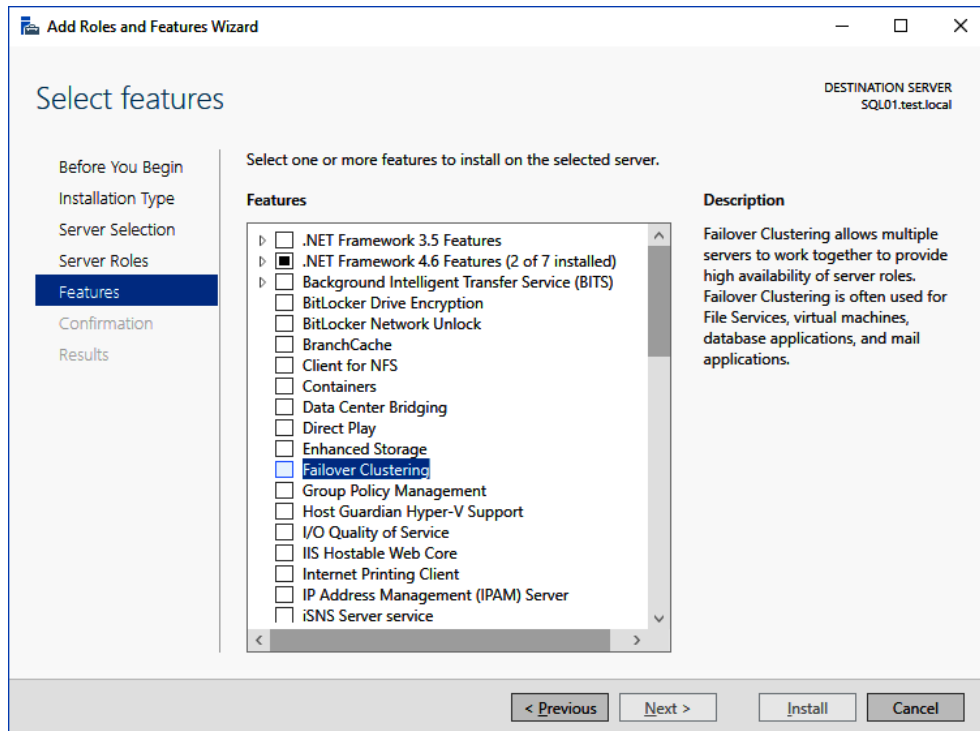 Add Roles and Features Wizard
Select features
DESTINATION SERVER
SQL01.test.local
Before You Begin
Installation Type
Server Selection
Server Roles
Features
Confirmation
Results
Select one or more features to install on the selected server.
Features
.NET Framework 3.5 Features
.NET Framework 4.6 Features (2 of 7 installed)
Background Intelligent Transfer Service (BITS)
BitLocker Drive Encryption
BitLocker Network Unlock
BranchCache
Client for NFS
Containers
Data Center Bridging
Direct Play
Enhanced Storage
Failover Clustering
Group Policy Management
Host Guardian Hyper-V Support
I/O Quality of Service
IIS Hostable Web Core
Internet Printing Client
IP Address Management (IPAM) Server
iSNS Server service
Description
Failover Clustering allows multiple
servers to work together to provide
high availability of server roles.
Failover Clustering is often used for
File Services, virtual machines,
database applications, and mail
applications.
< Previous
Next >
Install
Cancel